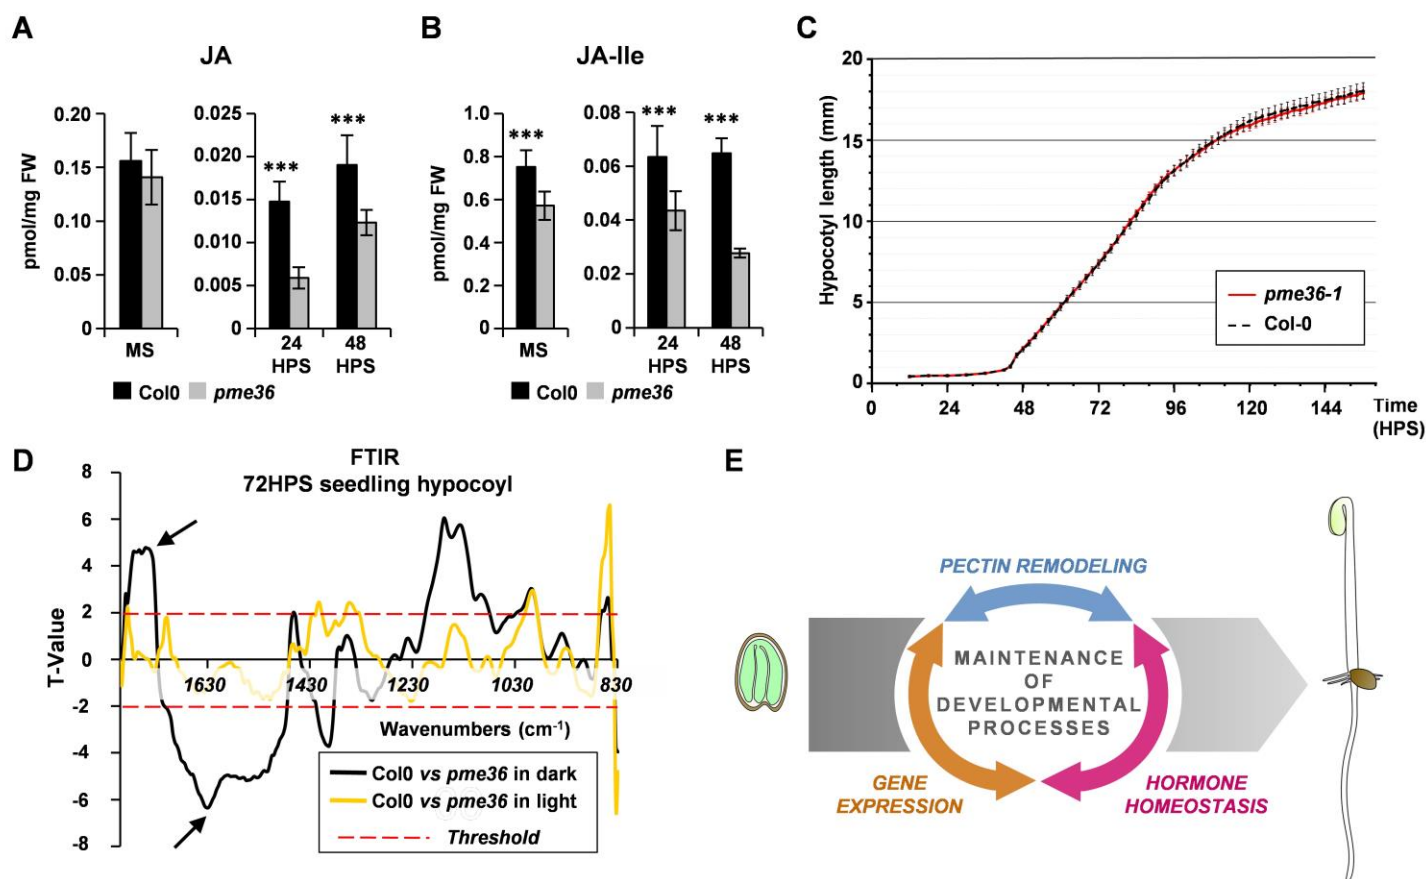 A
JA
pmol/mg FW
0.20
0.15
0.10
0.05
0
MS
0.025
0.020
0.015
0.010
0.005
0
***
***
24
HPS
48
HPS
Col0 pme36
B
JA-Ile
pmol/mg FW
1.0
0.8
0.6
0.4
0.2
0
***
MS
0.08
0.06
0.04
0.02
0
***
***
24
HPS
48
HPS
Col0 pme36
C
Hypocotyl length (mm)
20
15
10
5
0
0 24 48 72 96 120 144
Time
(HPS)
pme36-1
Col-0
D
FTIR
72HPS seedling hypocoyl
T-Value
8
6
4
2
0
-2
-4
-6
-8
1630 1430 1230 1030 830
Wavenumbers (cm-1)
Col0 vs pme36 in dark
Col0 vs pme36 in light
Threshold
E
PECTIN REMODELING
MAINTENANCE
OF
DEVELOPMENTAL
PROCESSES
GENE
EXPRESSION
HORMONE
HOMEOSTASIS